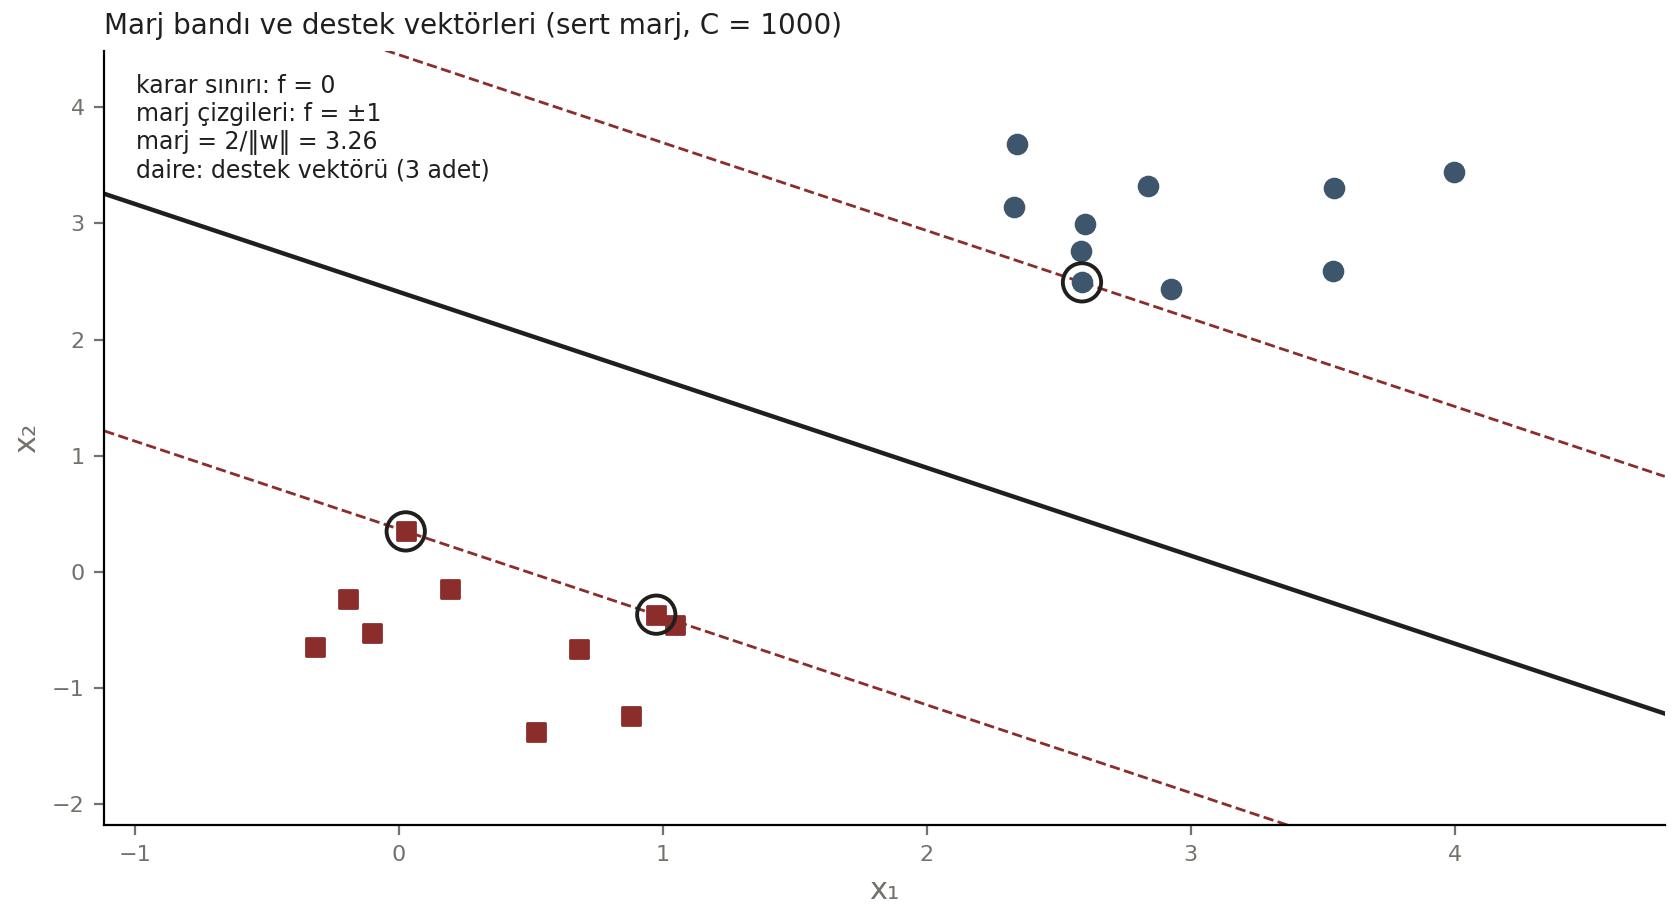 Marj bandı ve destek vektörleri (sert marj, C = 1000)
karar sınırı: f = 0
marj çizgileri: f = ±1
marj = 2/‖w‖ = 3.26
daire: destek vektörü (3 adet)
4
3
2
1
0
−1
−2
x₂
−1 0 1 2 3 4
x₁